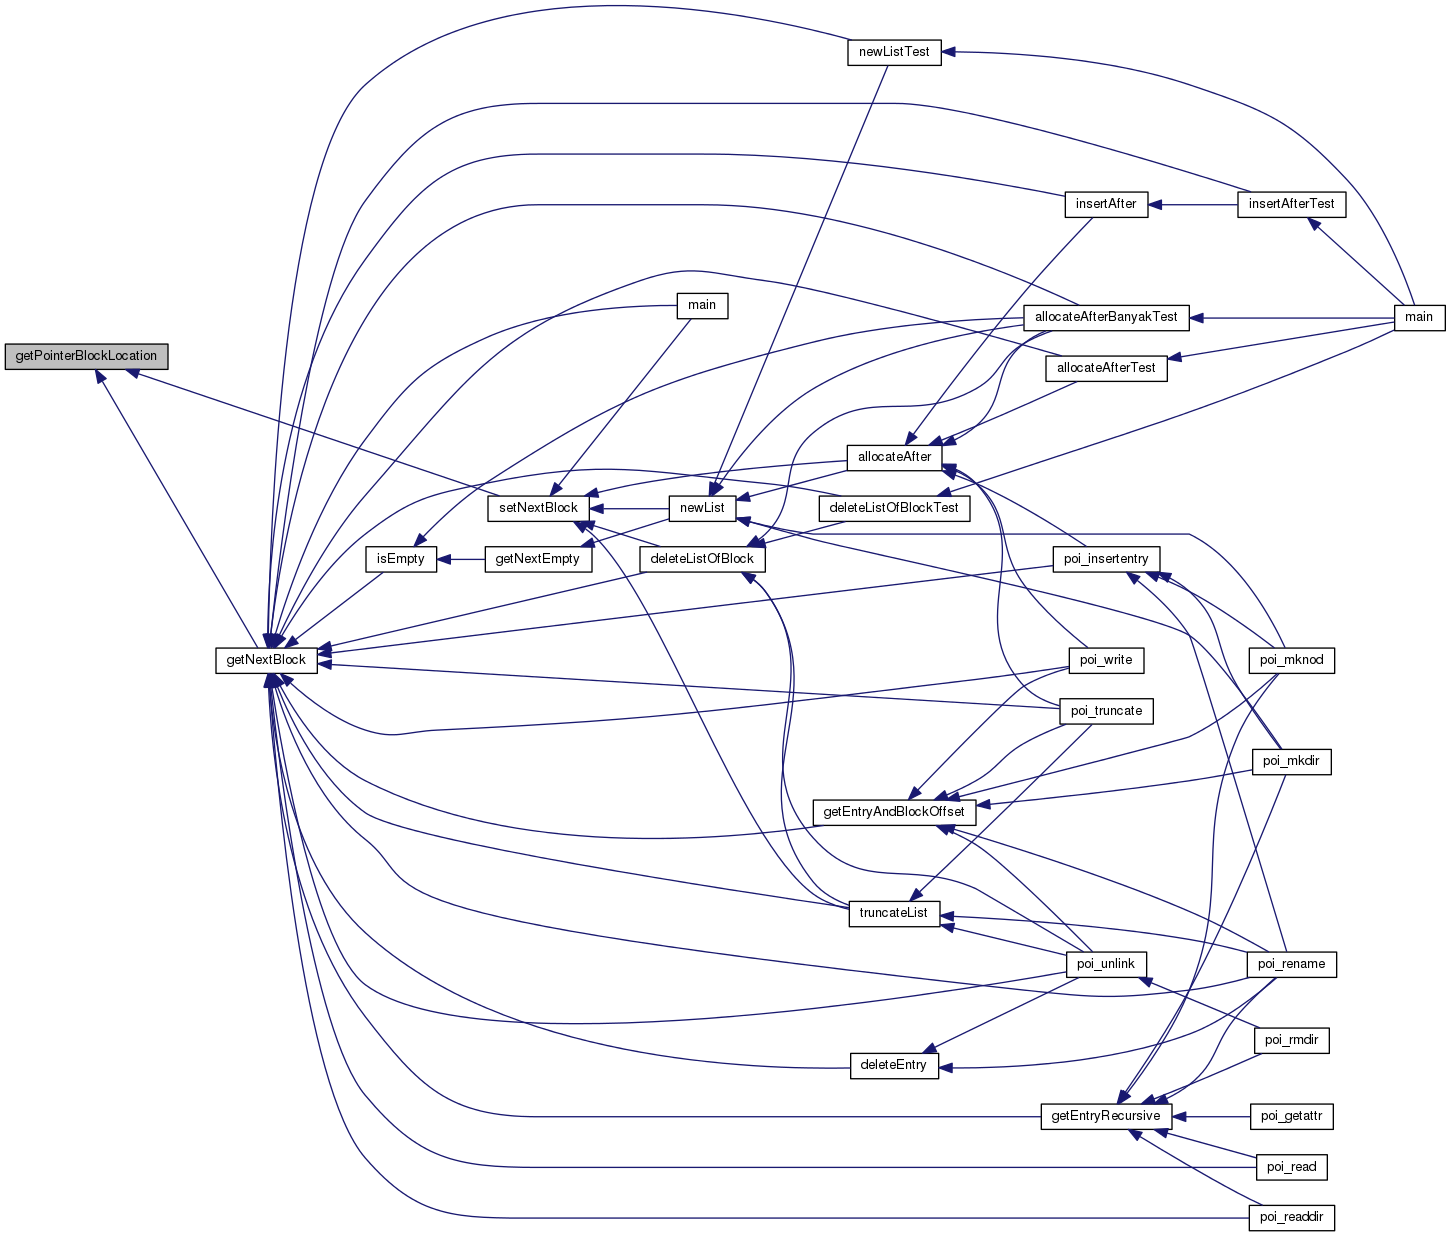 newListTest
insertAfter
insertAfterTest
main
allocateAfterBanyakTest
main
getPointerBlockLocation
allocateAfterTest
allocateAfter
setNextBlock
newList
deleteListOfBlockTest
isEmpty
getNextEmpty
deleteListOfBlock
poi_insertentry
getNextBlock
poi_write
poi_mknod
poi_truncate
poi_mkdir
getEntryAndBlockOffset
truncateList
poi_unlink
poi_rename
poi_rmdir
deleteEntry
getEntryRecursive
poi_getattr
poi_read
poi_readdir